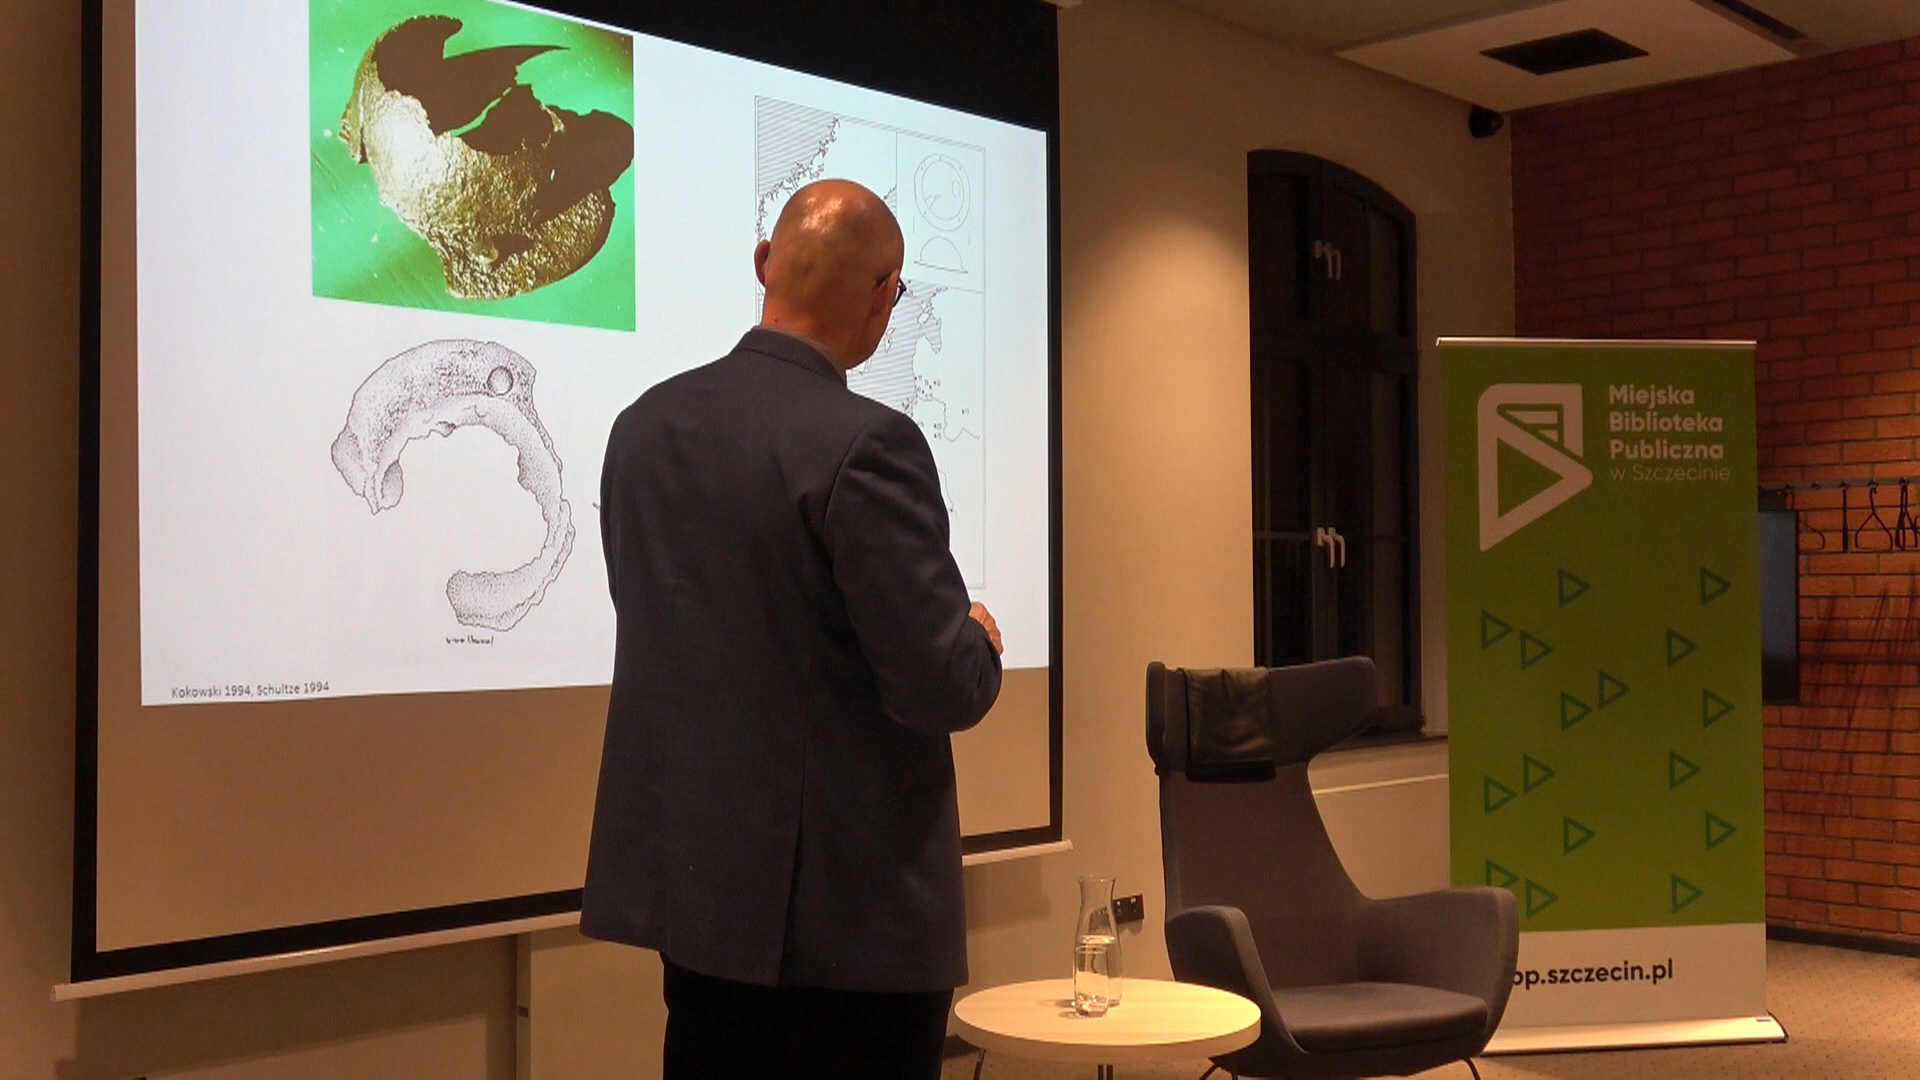 Kokowski 1994, Schultze 1994
Miejska
Biblioteka
Publiczna
w Szczecinie
op.szczecin.pl